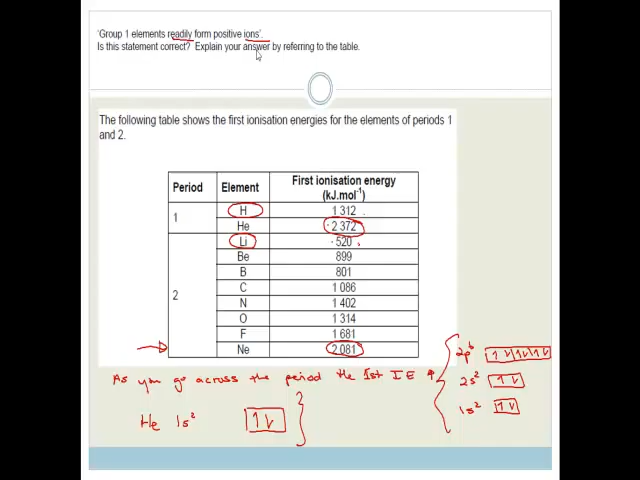 'Group 1 elements readily form positive ions'.
Is this statement correct? Explain your answer by referring to the table.
The following table shows the first ionisation energies for the elements of periods 1
and 2.
Period Element First ionisation energy
(kJ.mol⁻¹)
1 H 1 312
He 2 372
2 Li 520
Be 899
B 801
C 1 086
N 1 402
O 1 314
F 1 681
Ne 2 081
As you go across the period the 1st I E ↑
2p⁶
2s²
1s²
He 1s²